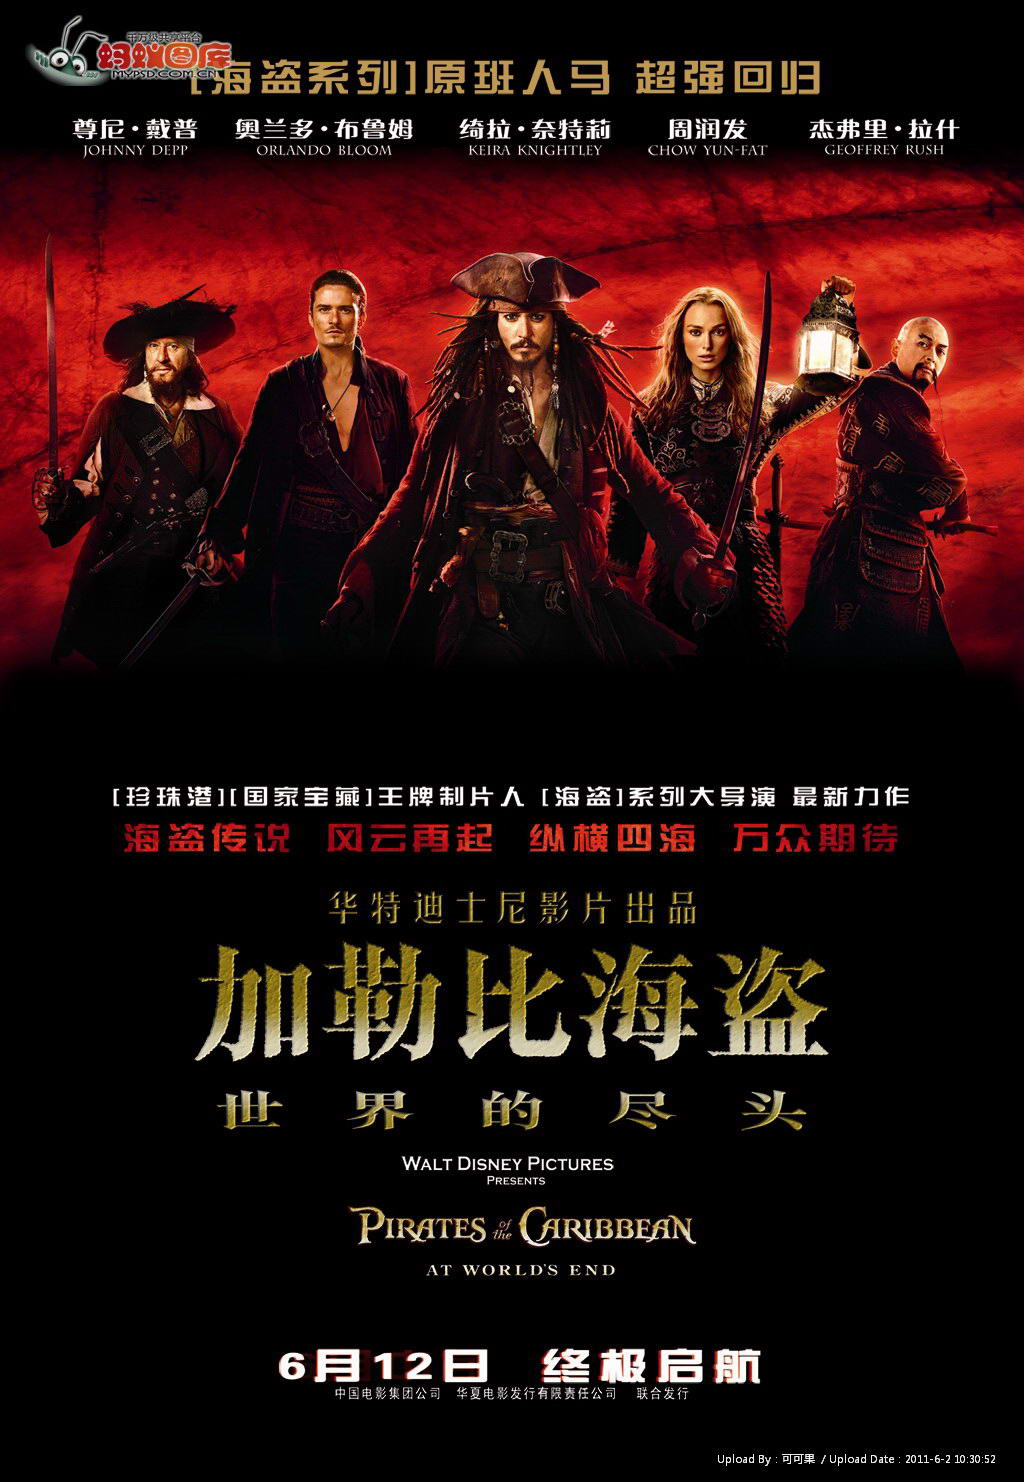 千万级共享平台
蚂蚁图库
MYPSD.COM.CN
[海盗系列]原班人马 超强回归
尊尼·戴普 奥兰多·布鲁姆 绮拉·奈特莉 周润发 杰弗里·拉什
JOHNNY DEPP ORLANDO BLOOM KEIRA KNIGHTLEY CHOW YUN-FAT GEOFFREY RUSH
[珍珠港][国家宝藏]王牌制片人 [海盗]系列大导演 最新力作
海盗传说 风云再起 纵横四海 万众期待
华特迪士尼影片出品
加勒比海盗
世界的尽头
WALT DISNEY PICTURES
PRESENTS
PIRATES of the CARIBBEAN
AT WORLD'S END
6月12日 终极启航
中国电影集团公司 华夏电影发行有限责任公司 联合发行
Upload By : 可可果 / Upload Date : 2011-6-2 10:30:52